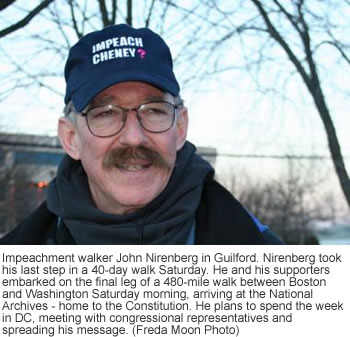 IMPEACH
CHENEY?
Impeachment walker John Nirenberg in Guilford. Nirenberg took
his last step in a 40-day walk Saturday. He and his supporters
embarked on the final leg of a 480-mile walk between Boston
and Washington Saturday morning, arriving at the National
Archives - home to the Constitution. He plans to spend the week
in DC, meeting with congressional representatives and
spreading his message. (Freda Moon Photo)